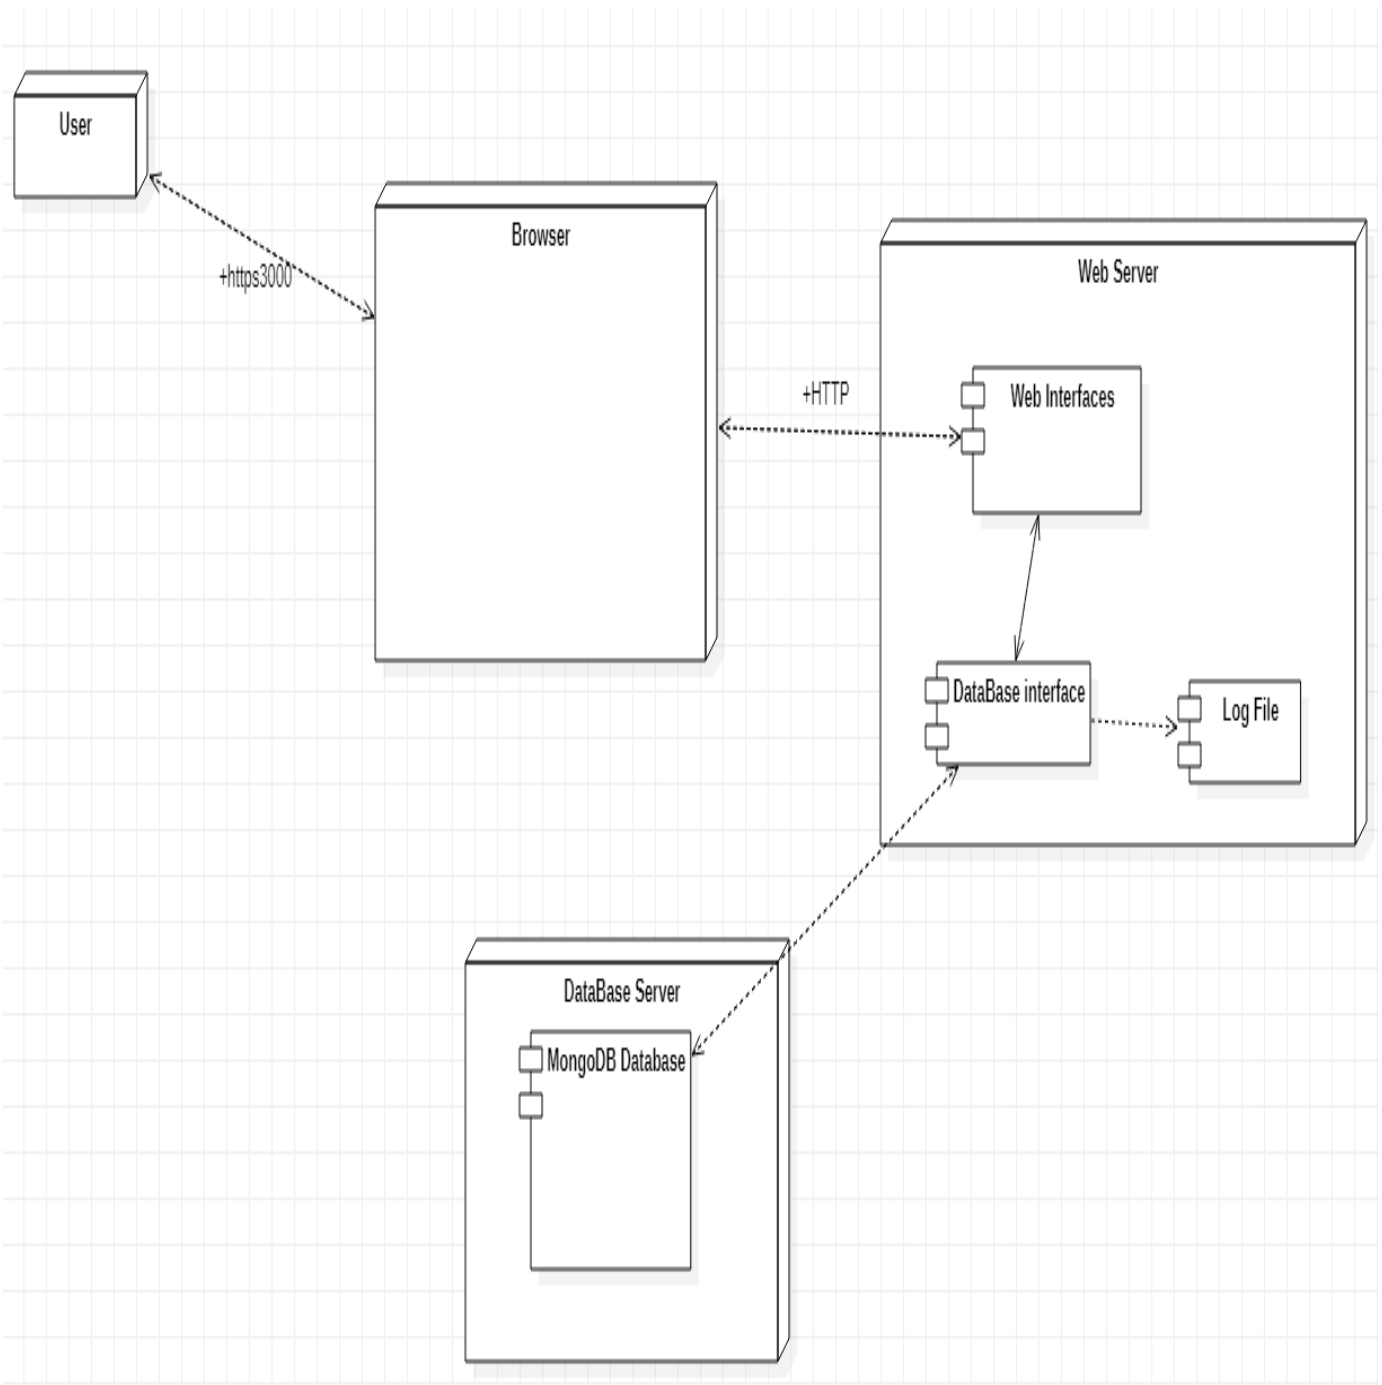 User
Browser
+https3000
Web Server
+HTTP
Web Interfaces
DataBase interface
Log File
DataBase Server
MongoDB Database